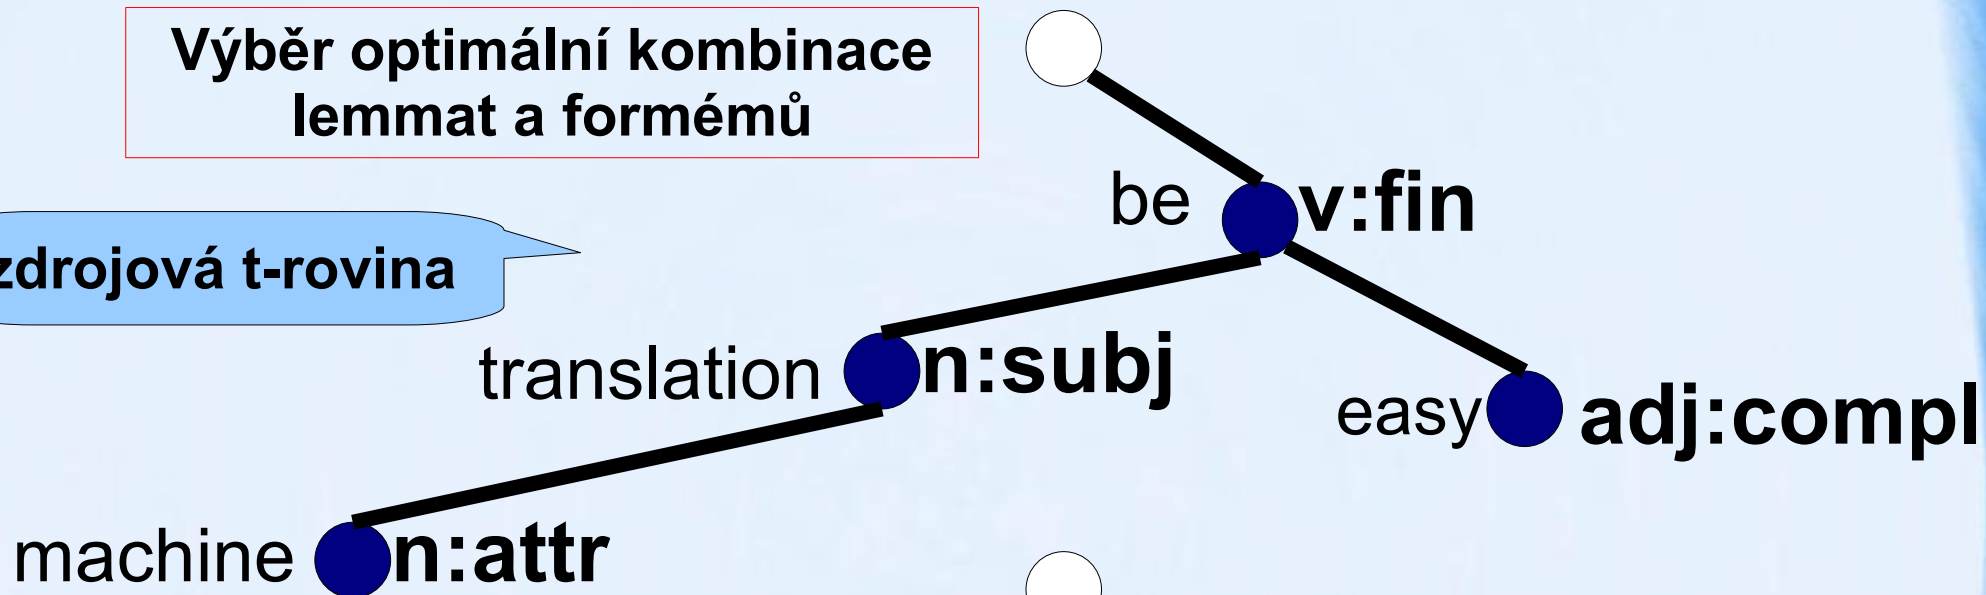 Výběr optimální kombinace
lemmat a formémů
be v:fin
zdrojová t-rovina
translation n:subj
easy adj:compl
machine n:attr